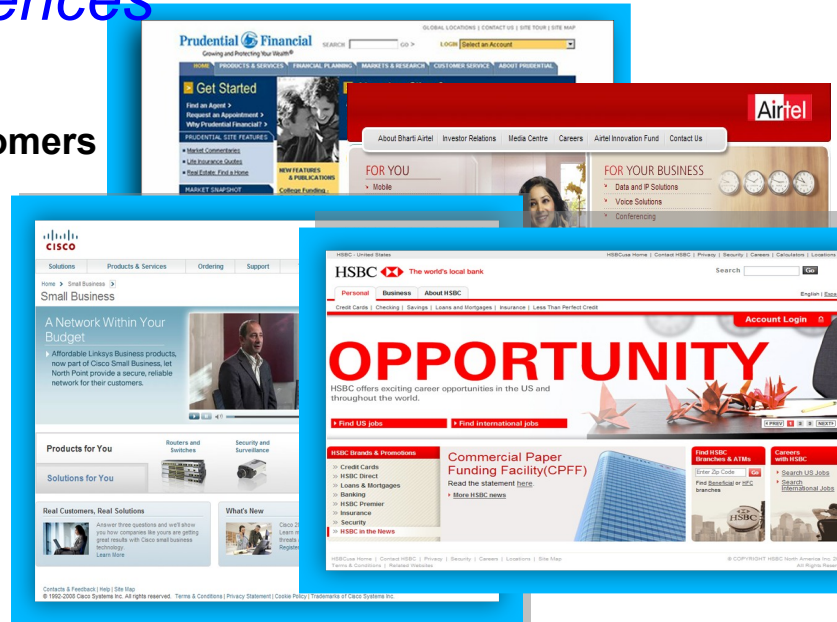 ences
omers
GLOBAL LOCATIONS | CONTACT US | SITE TOUR | SITE MAP
Prudential Financial
Growing and Protecting Your Wealth®
SEARCH GO >
LOGIN Select an Account
HOME PRODUCTS & SERVICES FINANCIAL PLANNING MARKETS & RESEARCH CUSTOMER SERVICE ABOUT PRUDENTIAL
Get Started
Find an Agent >
Request an Appointment >
Why Prudential Financial? >
PRUDENTIAL SITE FEATURES
Market Commentaries
Life Insurance Quotes
Real Estate: Find a Home
MARKET SNAPSHOT
NEW FEATURES
& PUBLICATIONS
College Funding
Airtel
About Bharti Airtel Investor Relations Media Centre Careers Airtel Innovation Fund Contact Us
FOR YOU
Mobile
FOR YOUR BUSINESS
Data and IP Solutions
Voice Solutions
Conferencing
CISCO
Solutions Products & Services Ordering Support
Home > Small Business
Small Business
A Network Within Your
Budget
Affordable Linksys Business products,
now part of Cisco Small Business, let
North Point provide a secure, reliable
network for their customers.
Products for You
Routers and
Switches
Security and
Surveillance
Solutions for You
Real Customers, Real Solutions
Answer three questions and we'll show
you how companies like yours are getting
great results with Cisco small business
technology.
Learn More
What's New
Cisco 20
Learn m
threats
Register
Contacts & Feedback | Help | Site Map
© 1992-2008 Cisco Systems Inc. All rights reserved. Terms & Conditions | Privacy Statement | Cookie Policy | Trademarks of Cisco Systems Inc.
HSBC - United States
HSBCusa Home | Contact HSBC | Privacy | Security | Careers | Calculators | Locations
HSBC The world's local bank
Search Go
Personal Business About HSBC
English | Espa
Credit Cards | Checking | Savings | Loans and Mortgages | Insurance | Less Than Perfect Credit
Account Login
OPPORTUNITY
HSBC offers exciting career opportunities in the US and
throughout the world.
Find US jobs
Find international jobs
PREV 1 2 3 NEXT
HSBC Brands & Promotions
Credit Cards
HSBC Direct
Loans & Mortgages
Banking
HSBC Premier
Insurance
Security
HSBC in the News
Commercial Paper
Funding Facility(CPFF)
Read the statement here.
More HSBC news
Find HSBC
Branches & ATMs
Enter Zip Code Go
Find Beneficial or HFC
branches
HSBC
Careers
with HSBC
Search US Jobs
Search
International Jobs
HSBCusa Home | Contact HSBC | Privacy | Security | Careers | Locations | Site Map
Terms & Conditions | Related Websites
© COPYRIGHT HSBC North America Inc. 2
All Rights Reser